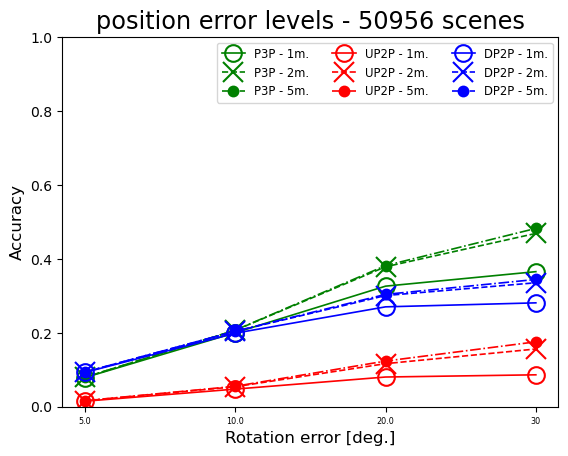 position error levels - 50956 scenes
P3P - 1m. UP2P - 1m. DP2P - 1m.
P3P - 2m. UP2P - 2m. DP2P - 2m.
P3P - 5m. UP2P - 5m. DP2P - 5m.
1.0
0.8
0.6
0.4
0.2
0.0
Accuracy
5.0 10.0 20.0 30
Rotation error [deg.]